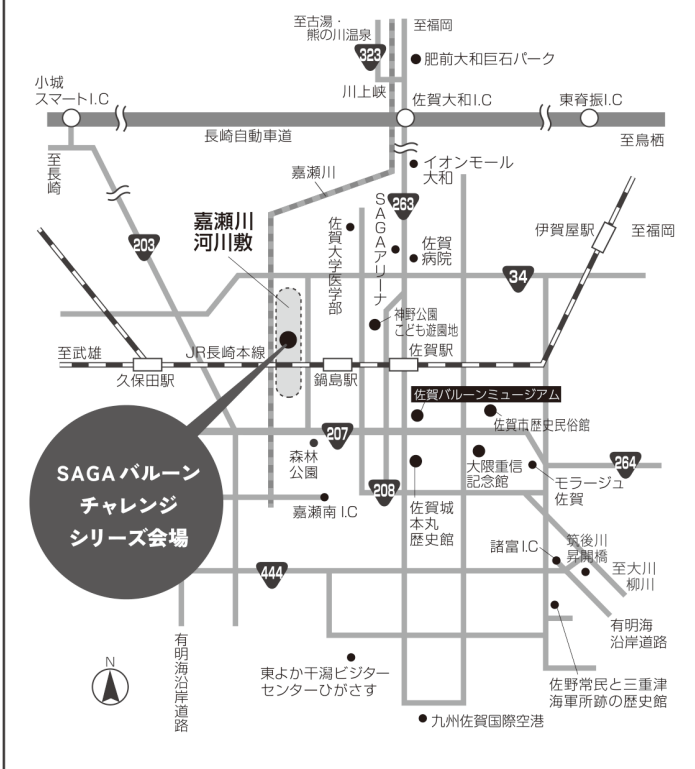 至古湯・
熊の川温泉
至福岡
323
肥前大和巨石パーク
小城
スマートI.C
川上峡
佐賀大和I.C
東脊振I.C
長崎自動車道
至鳥栖
至長崎
嘉瀬川
イオンモール
大和
203
嘉瀬川
河川敷
佐賀大学医学部
SAGAアリーナ
263
佐賀
病院
伊賀屋駅
至福岡
34
神野公園
こども遊園地
至武雄
JR長崎本線
佐賀駅
久保田駅
鍋島駅
佐賀バルーンミュージアム
佐賀市歴史民俗館
207
森林
公園
大隈重信
記念館
264
モラージュ
佐賀
SAGAバルーン
チャレンジ
シリーズ会場
208
嘉瀬南I.C
佐賀城
本丸
歴史館
諸富I.C
筑後川
昇開橋
至大川
柳川
444
有明海
沿岸道路
有明海沿岸道路
N
東よか干潟ビジター
センターひがさす
佐野常民と三重津
海軍所跡の歴史館
九州佐賀国際空港